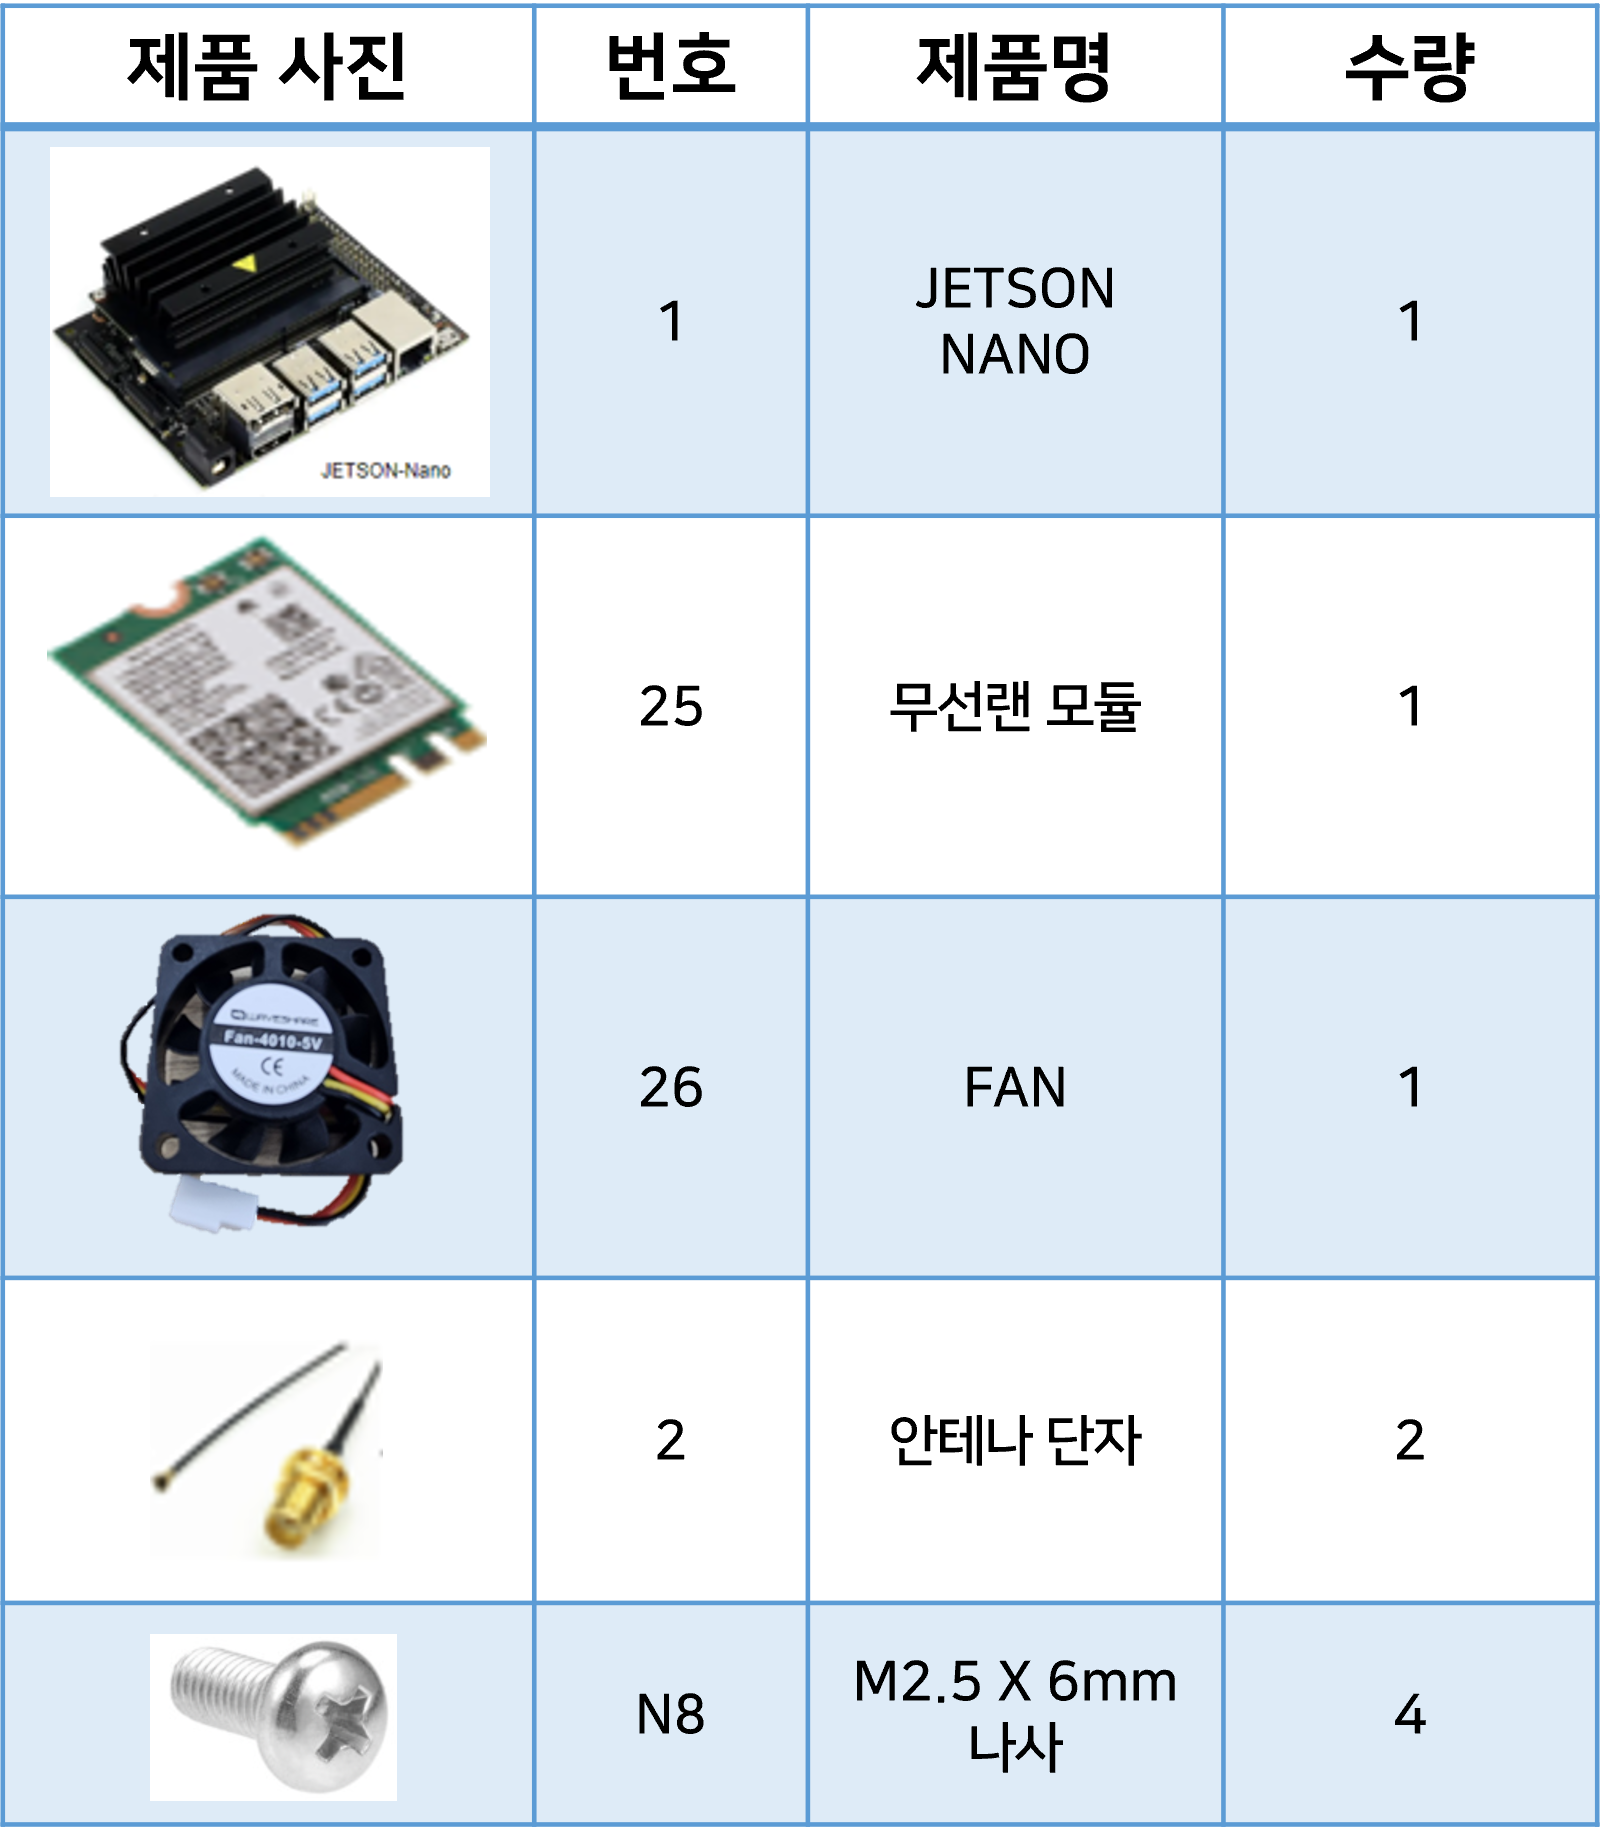 제품 사진 번호 제품명 수량
JETSON-Nano
1 JETSON NANO 1
25 무선랜 모듈 1
WAVESHARE
Fan-4010-5V
CE
MADE IN CHINA
26 FAN 1
2 안테나 단자 2
N8 M2.5 X 6mm 나사 4